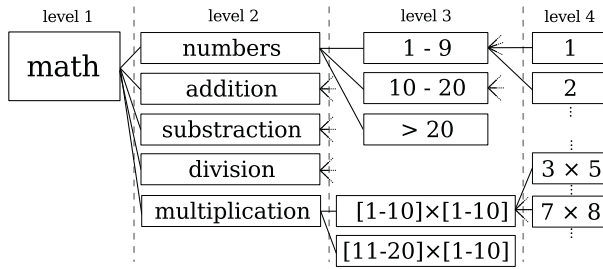 level 1
level 2
level 3
level 4
math
numbers
addition
substraction
division
multiplication
1 - 9
10 - 20
> 20
[1-10]×[1-10]
[11-20]×[1-10]
1
2
3 × 5
7 × 8